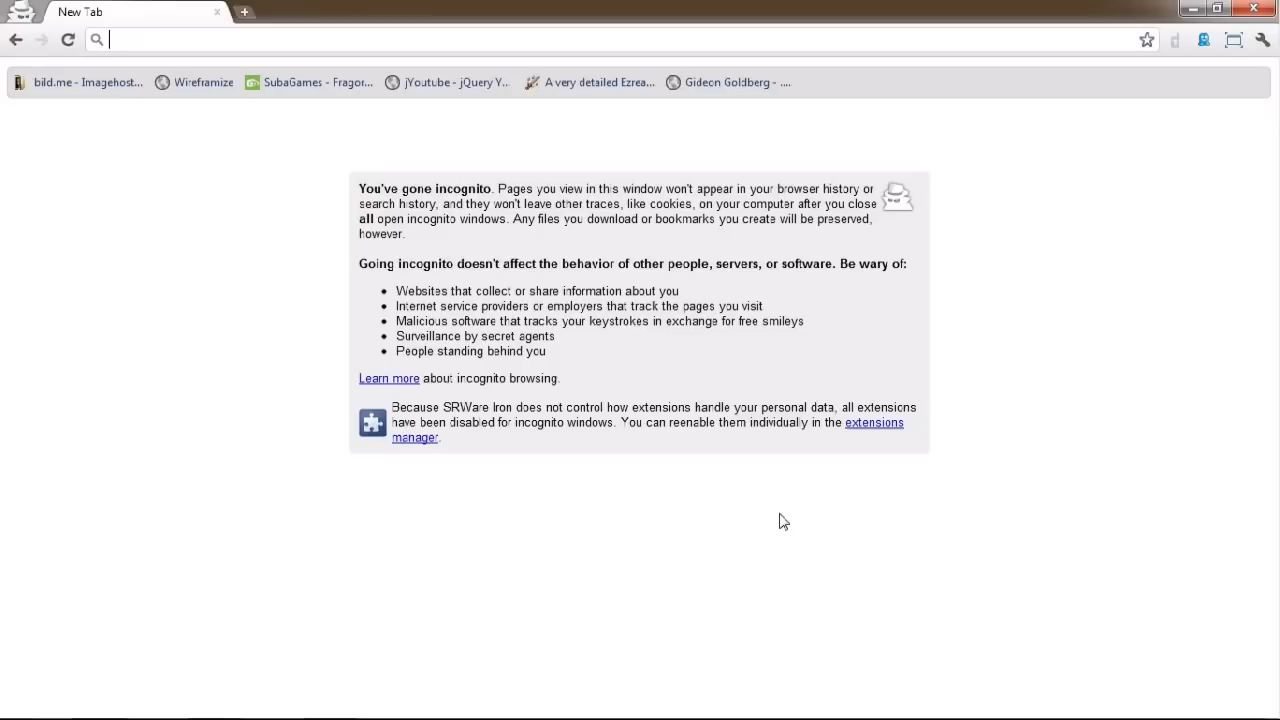 New Tab
bild.me - Imagehost... Wireframize SubaGames - Fragor... jYoutube - jQuery Y... A very detailed Ezrea... Gideon Goldberg - ....
You've gone incognito. Pages you view in this window won't appear in your browser history or
search history, and they won't leave other traces, like cookies, on your computer after you close
all open incognito windows. Any files you download or bookmarks you create will be preserved,
however.
Going incognito doesn't affect the behavior of other people, servers, or software. Be wary of:
Websites that collect or share information about you
Internet service providers or employers that track the pages you visit
Malicious software that tracks your keystrokes in exchange for free smileys
Surveillance by secret agents
People standing behind you
Learn more about incognito browsing.
Because SRWare Iron does not control how extensions handle your personal data, all extensions
have been disabled for incognito windows. You can reenable them individually in the extensions
manager.